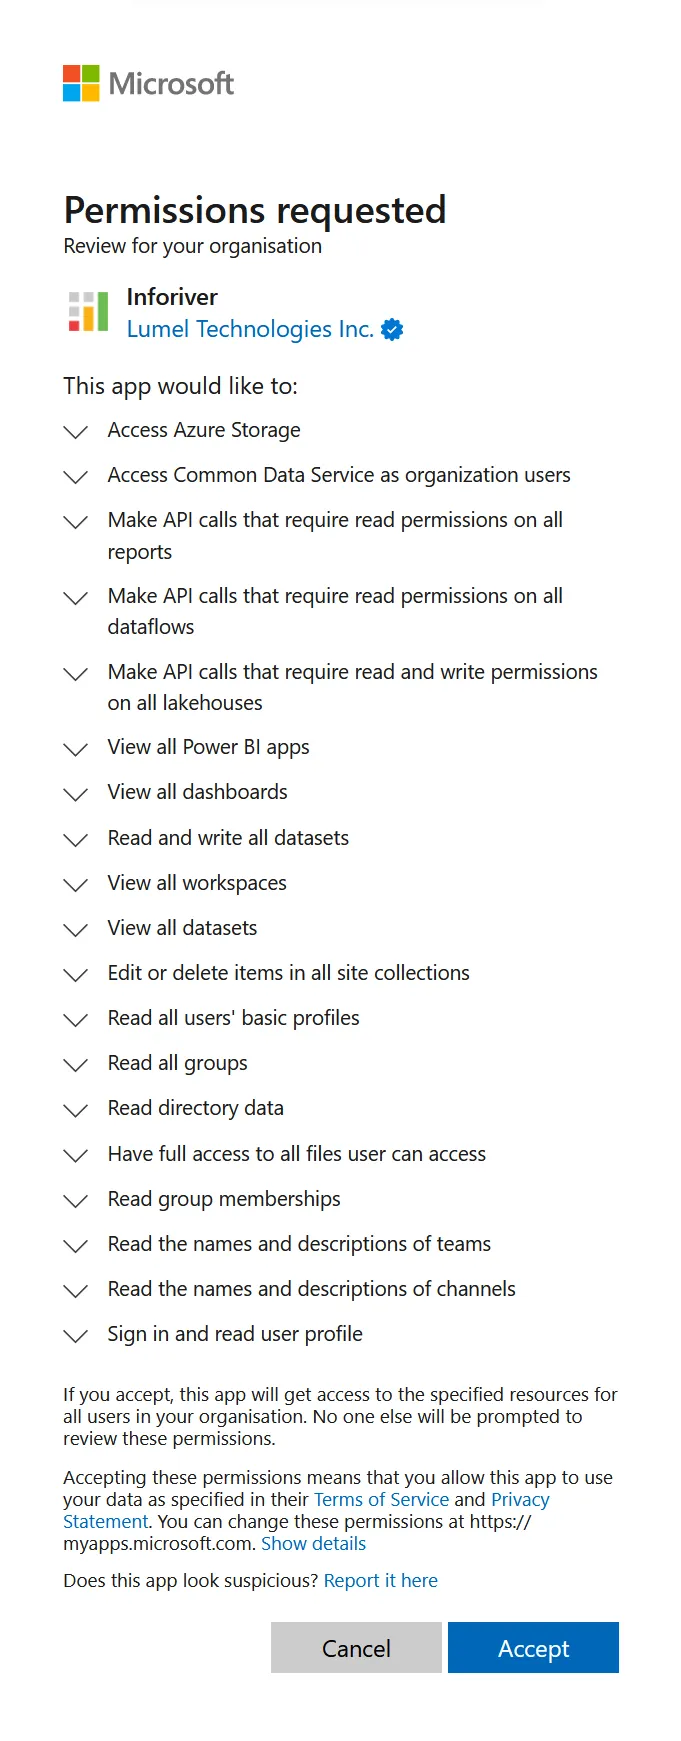 Microsoft
Permissions requested
Review for your organisation
Inforiver
Lumel Technologies Inc.
This app would like to:
Access Azure Storage
Access Common Data Service as organization users
Make API calls that require read permissions on all
reports
Make API calls that require read permissions on all
dataflows
Make API calls that require read and write permissions
on all lakehouses
View all Power BI apps
View all dashboards
Read and write all datasets
View all workspaces
View all datasets
Edit or delete items in all site collections
Read all users' basic profiles
Read all groups
Read directory data
Have full access to all files user can access
Read group memberships
Read the names and descriptions of teams
Read the names and descriptions of channels
Sign in and read user profile
If you accept, this app will get access to the specified resources for
all users in your organisation. No one else will be prompted to
review these permissions.
Accepting these permissions means that you allow this app to use
your data as specified in their Terms of Service and Privacy
Statement. You can change these permissions at https://
myapps.microsoft.com. Show details
Does this app look suspicious? Report it here
Cancel
Accept